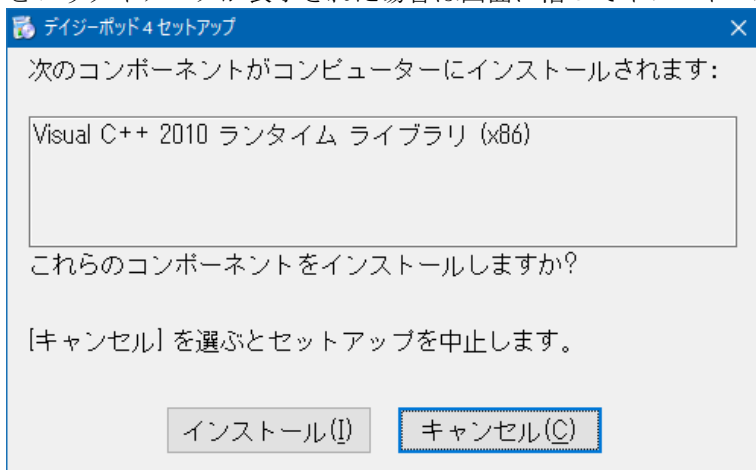 デイジーポッド4セットアップ
次のコンポーネントがコンピューターにインストールされます:
Visual C++ 2010 ランタイム ライブラリ (x86)
これらのコンポーネントをインストールしますか?
[キャンセル] を選ぶとセットアップを中止します。
インストール(I)
キャンセル(C)